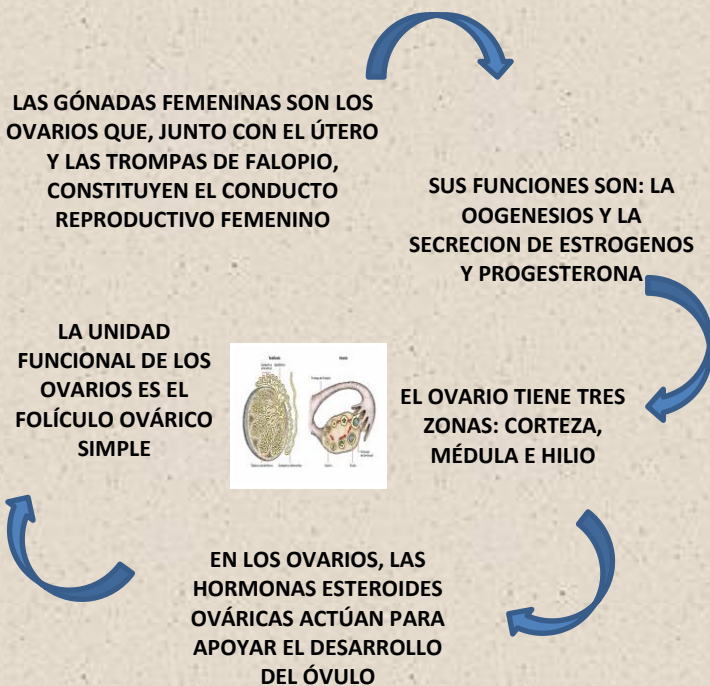 LAS GÓNADAS FEMENINAS SON LOS
OVARIOS QUE, JUNTO CON EL ÚTERO
Y LAS TROMPAS DE FALOPIO,
CONSTITUYEN EL CONDUCTO
REPRODUCTIVO FEMENINO
SUS FUNCIONES SON: LA
OOGENESIOS Y LA
SECRECION DE ESTROGENOS
Y PROGESTERONA
EL OVARIO TIENE TRES
ZONAS: CORTEZA,
MÉDULA E HILIO
EN LOS OVARIOS, LAS
HORMONAS ESTEROIDES
OVÁRICAS ACTÚAN PARA
APOYAR EL DESARROLLO
DEL ÓVULO
LA UNIDAD
FUNCIONAL DE LOS
OVARIOS ES EL
FOLÍCULO OVÁRICO
SIMPLE